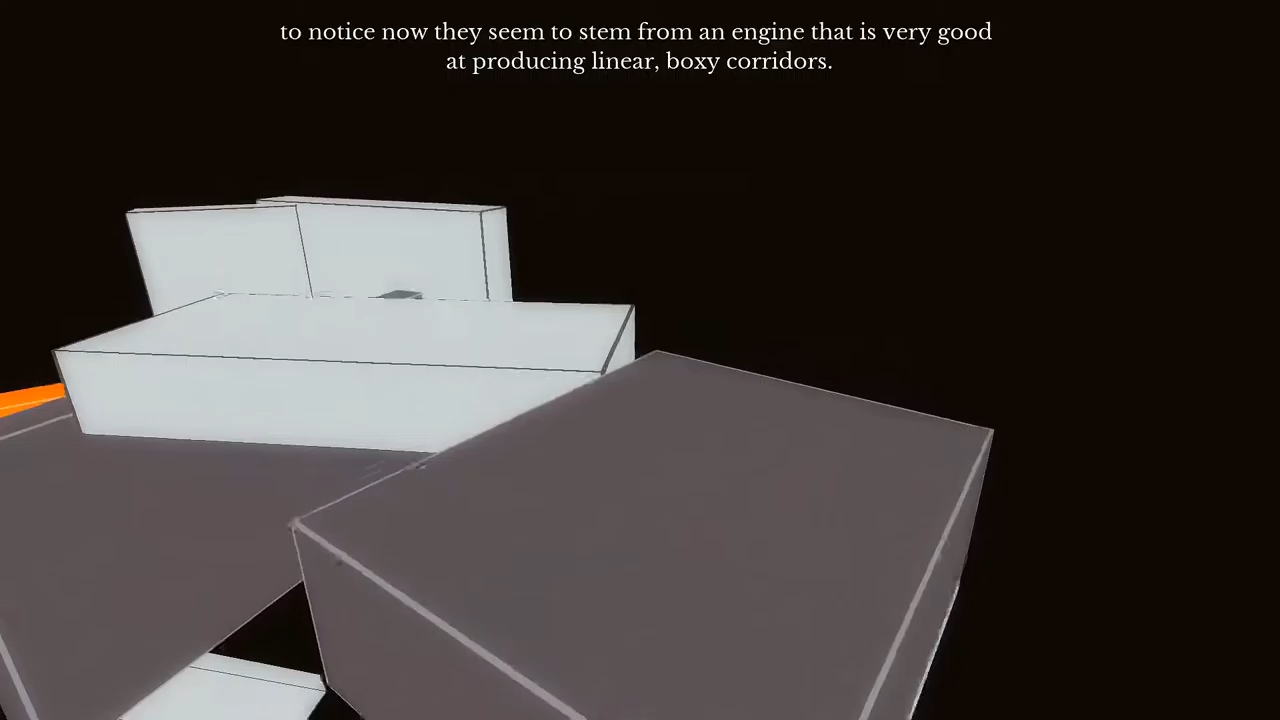 to notice now they seem to stem from an engine that is very good
at producing linear, boxy corridors.